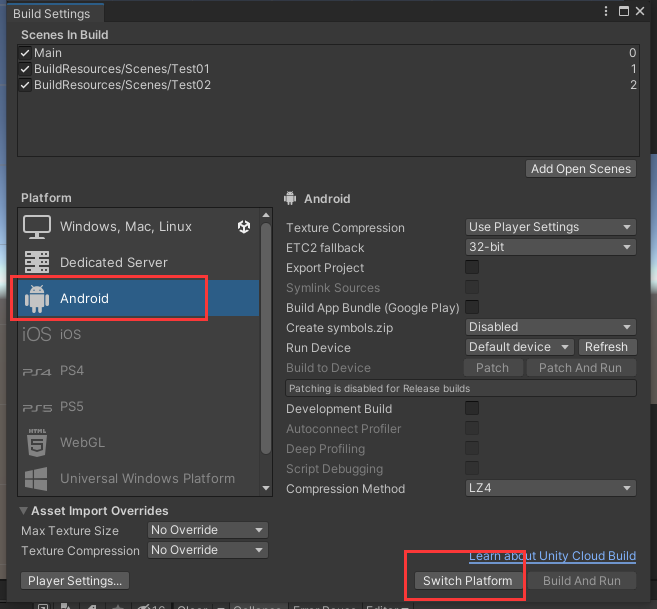 Build Settings
Scenes In Build
Main 0
BuildResources/Scenes/Test01 1
BuildResources/Scenes/Test02 2
Add Open Scenes
Platform
Windows, Mac, Linux
Dedicated Server
Android
iOS iOS
PS4 PS4
PS5 PS5
5 WebGL
Universal Windows Platform
Android
Texture Compression Use Player Settings
ETC2 fallback 32-bit
Export Project
Symlink Sources
Build App Bundle (Google Play)
Create symbols.zip Disabled
Run Device Default device Refresh
Build to Device Patch Patch And Run
Patching is disabled for Release builds
Development Build
Autoconnect Profiler
Deep Profiling
Script Debugging
Compression Method LZ4
Asset Import Overrides
Max Texture Size No Override
Texture Compression No Override
Learn about Unity Cloud Build
Player Settings... Switch Platform Build And Run